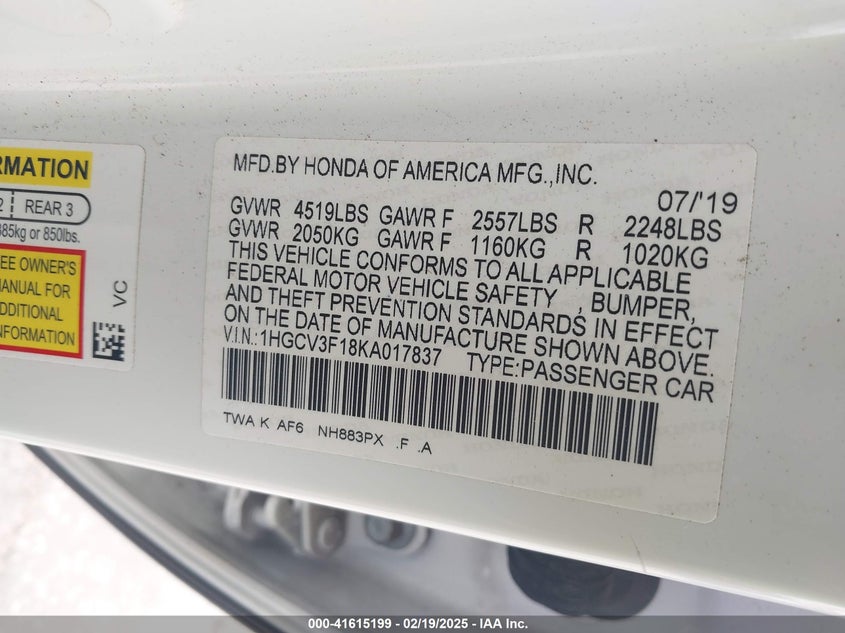 RMATION
2 REAR 3
385kg or 850lbs.
EE OWNER'S
MANUAL FOR
ADDITIONAL
NFORMATION
VC
MFD.BY HONDA OF AMERICA MFG.,INC.
07/'19
GVWR 4519LBS GAWR F 2557LBS R 2248LBS
GVWR 2050KG GAWR F 1160KG R 1020KG
THIS VEHICLE CONFORMS TO ALL APPLICABLE
FEDERAL MOTOR VEHICLE SAFETY , BUMPER,
AND THEFT PREVENTION STANDARDS IN EFFECT
ON THE DATE OF MANUFACTURE SHOWN ABOVE.
V.I.N.:1HGCV3F18KA017837 TYPE:PASSENGER CAR
TWA K AF6 NH883PX .F .A
000-41615199 - 02/19/2025 - IAA Inc.